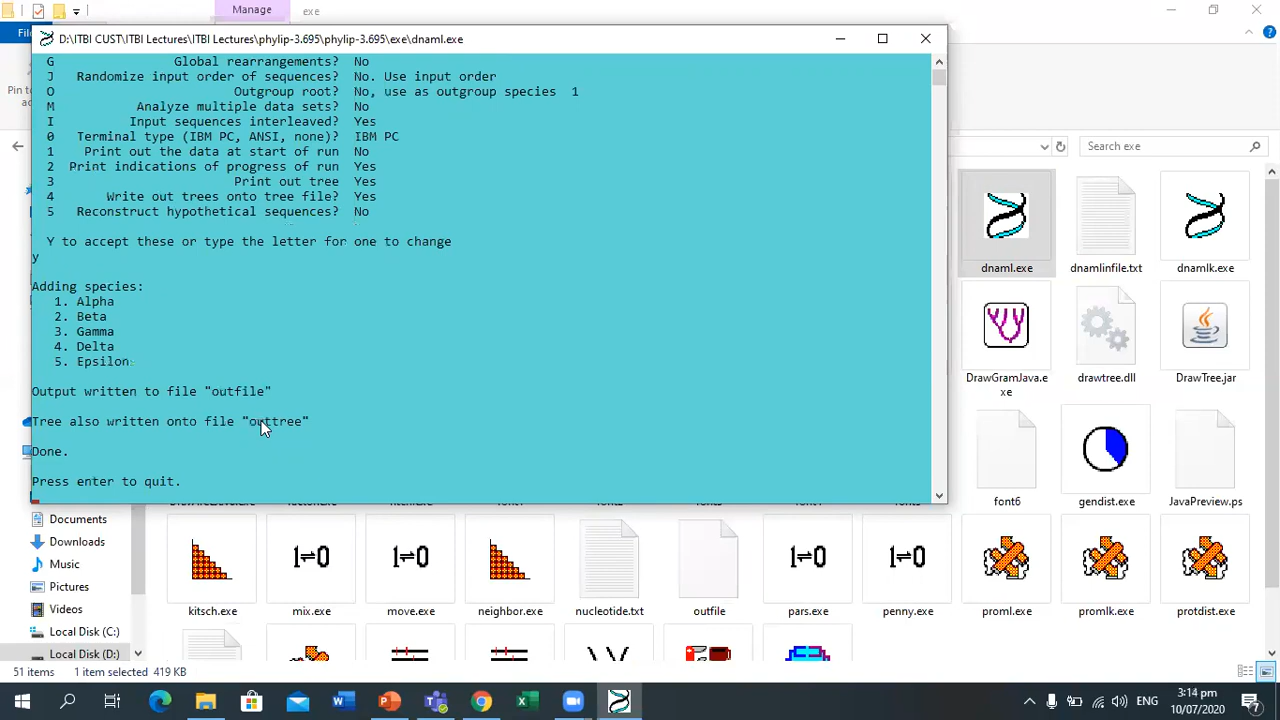 Manage
exe
D:\ITBI CUST\ITBI Lectures\ITBI Lectures\phylip-3.695\phylip-3.695\exe\dnaml.exe
G Global rearrangements? No
J Randomize input order of sequences? No. Use input order
O Outgroup root? No, use as outgroup species 1
M Analyze multiple data sets? No
I Input sequences interleaved? Yes
0 Terminal type (IBM PC, ANSI, none)? IBM PC
1 Print out the data at start of run No
2 Print indications of progress of run Yes
3 Print out tree Yes
4 Write out trees onto tree file? Yes
5 Reconstruct hypothetical sequences? No
Y to accept these or type the letter for one to change
y
Adding species:
1. Alpha
2. Beta
3. Gamma
4. Delta
5. Epsilon
Output written to file "outfile"
Tree also written onto file "outtree"
Done.
Press enter to quit.
Search exe
dnaml.exe dnamlinfile.txt dnamlk.exe
DrawGramJava.e
xe drawtree.dll DrawTree.jar
font6 gendist.exe JavaPreview.ps
Documents
Downloads
Music
Pictures
Videos
Local Disk (C:)
Local Disk (D:)
1⇌0 1⇌0 1⇌0 1⇌0
kitsch.exe mix.exe move.exe neighbor.exe nucleotide.txt outfile pars.exe penny.exe proml.exe promlk.exe protdist.exe
51 items 1 item selected 419 KB
ENG
3:14 pm
10/07/2020
7